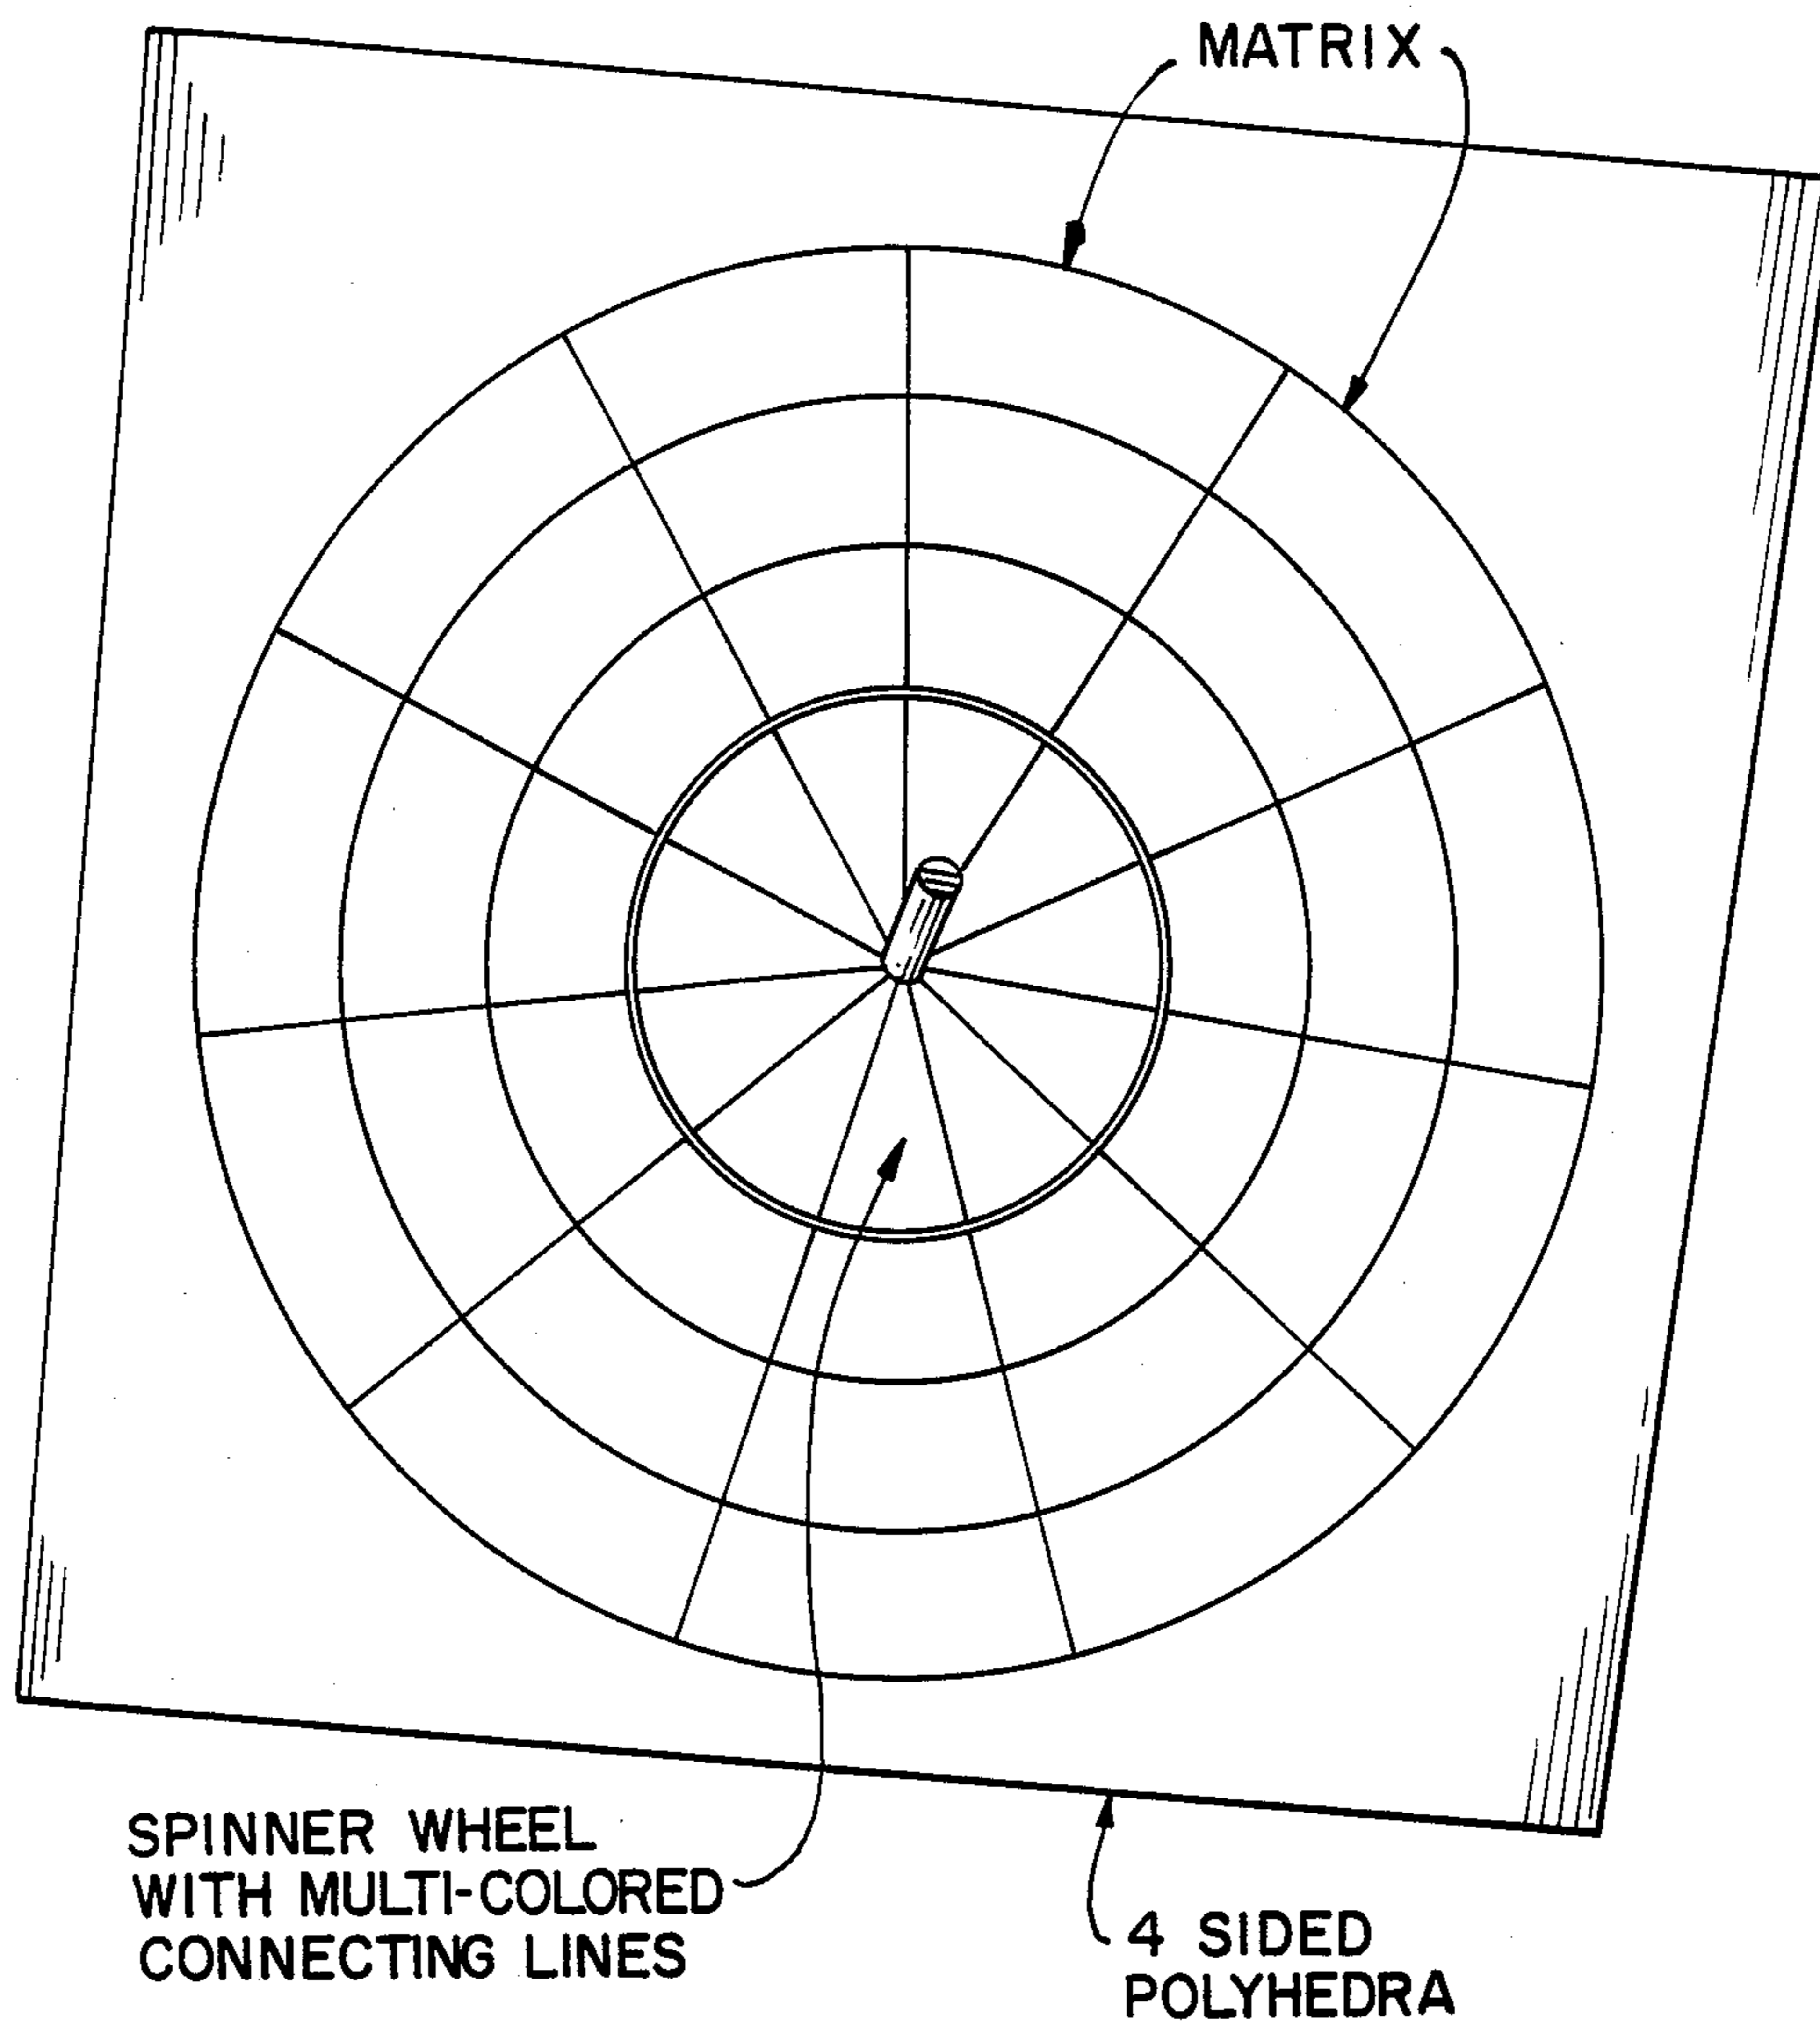 MATRIX
SPINNER WHEEL
WITH MULTI-COLORED
CONNECTING LINES
4 SIDED
POLYHEDRA